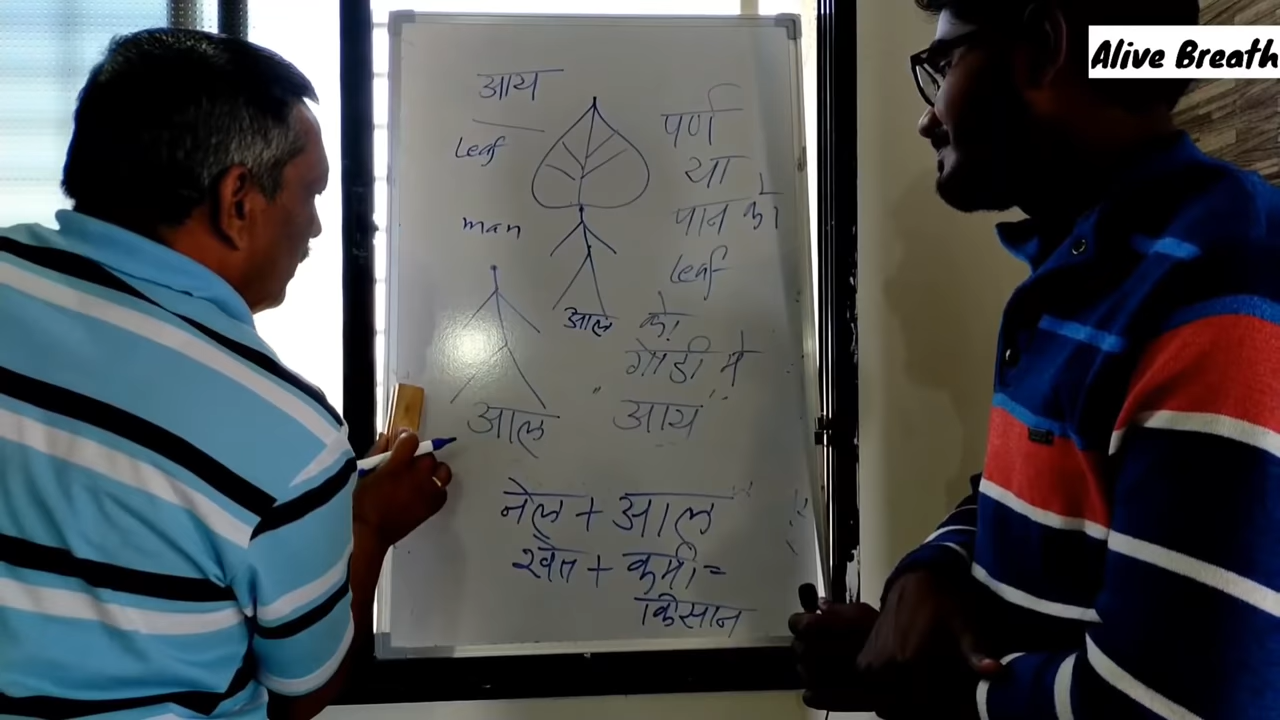 Alive Breath
आय
Leaf
पर्ण
या
पान को
Leaf
man
आल को
गोंडी में
"आय"
आल
नेल + आल
खेत + कर्मी =
किसान